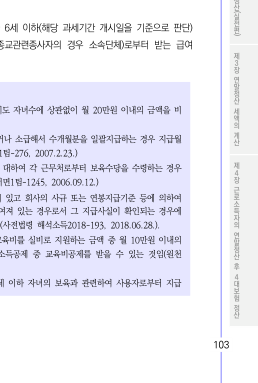 6세 이하(해당 과세기간 개시일을 기준으로 판단)
종교관련종사자의 경우 소속단체)로부터 받는 급여
도 자녀수에 상관없이 월 20만원 이내의 금액을 비
거나 소급해서 수개월분을 일괄지급하는 경우 지급월
1팀-276, 2007.2.23.)
대하여 각 근무처로부터 보육수당을 수령하는 경우
면1팀-1245, 2006.09.12.)
있고 회사의 사규 또는 연봉지급기준 등에 의하여
여져 있는 경우로서 그 지급사실이 확인되는 경우에
(사전법령 해석소득2018-193, 2018.06.28.).
육비를 실비로 지원하는 금액 중 월 10만원 이내의
소득공제 중 교육비공제를 받을 수 있는 것임(원천
세 이하 자녀의 보육과 관련하여 사용자로부터 지급
제3장 연말정산 세액의 계산
제4장 근로소득자의 연말정산 후 4대보험 정산
103